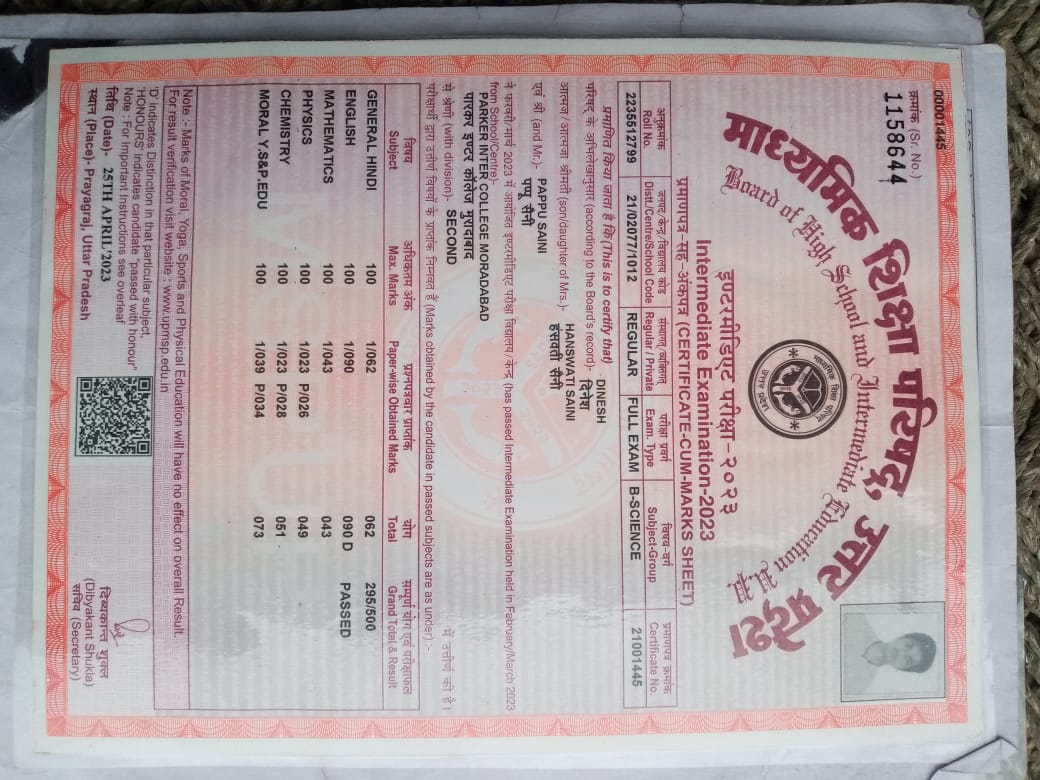 00001445
क्रमांक (Sr. No.)
1158644
माध्यमिक शिक्षा परिषद्, उत्तर प्रदेश
Board of High School and Intermediate Education U.P.
इण्टरमीडिएट परीक्षा-२०२३
Intermediate Examination-2023
प्रमाणपत्र-सह-अंकपत्र (CERTIFICATE-CUM-MARKS SHEET)
अनुक्रमांक जनपद/केन्द्र/विद्यालय कोड संस्थागत/व्यक्तिगत परीक्षा प्रवर्ग विषय-वर्ग प्रमाणपत्र क्रमांक
Roll No. Distt./Centre/School Code Regular / Private Exam. Type Subject-Group Certificate No.
2235512799 21/02077/1012 REGULAR FULL EXAM B-SCIENCE 21001445
प्रमाणित किया जाता है कि (This is to certify that) DINESH
परिषद् के अभिलेखानुसार (according to the Board's record)- दिनेश
आत्मज / आत्मजा श्रीमती (son/daughter of Mrs.)- HANSWATI SAINI
हंसवती सैनी
एवं श्री (and Mr.)- PAPPU SAINI
पप्पू सैनी
ने फरवरी/मार्च 2023 में आयोजित इण्टरमीडिएट परीक्षा विद्यालय/केन्द्र (has passed Intermediate Examination held in Fabruary/March 2023
from School/Centre)-
PARKER INTER COLLEGE MORADABAD
पारकर इण्टर कॉलेज मुरादाबाद
से श्रेणी (with division)- SECOND में उत्तीर्ण की है।
परीक्षार्थी द्वारा उत्तीर्ण विषयों के प्राप्तांक निम्नवत हैं (Marks obtained by the candidate in passed subjects are as under) :-
विषय अधिकतम अंक प्रश्नपत्रवार प्राप्तांक योग सम्पूर्ण योग एवं परीक्षाफल
Subject Max. Marks Paper-wise Obtained Marks Total Grand Total & Result
GENERAL HINDI 100 1/062 062 295/500
ENGLISH 100 1/090 090 D PASSED
MATHEMATICS 100 1/043 043
PHYSICS 100 1/023 P/026 049
CHEMISTRY 100 1/023 P/028 051
MORAL Y.S&P.EDU 100 1/039 P/034 073
Note :- Marks of Moral, Yoga, Sports and Physical Education will have no effect on overall Result.
For result verification visit website : www.upmsp.edu.in
'D' indicates Distinction in that particular subject,
'HONOURS' indicates candidate "passed with honour"
Note : For Important Instructions see overleaf
तिथि (Date)- 25TH APRIL'2023
स्थान (Place)- Prayagraj, Uttar Pradesh
दिब्यकान्त शुक्ल
(Dibyakant Shukla)
सचिव (Secretary)